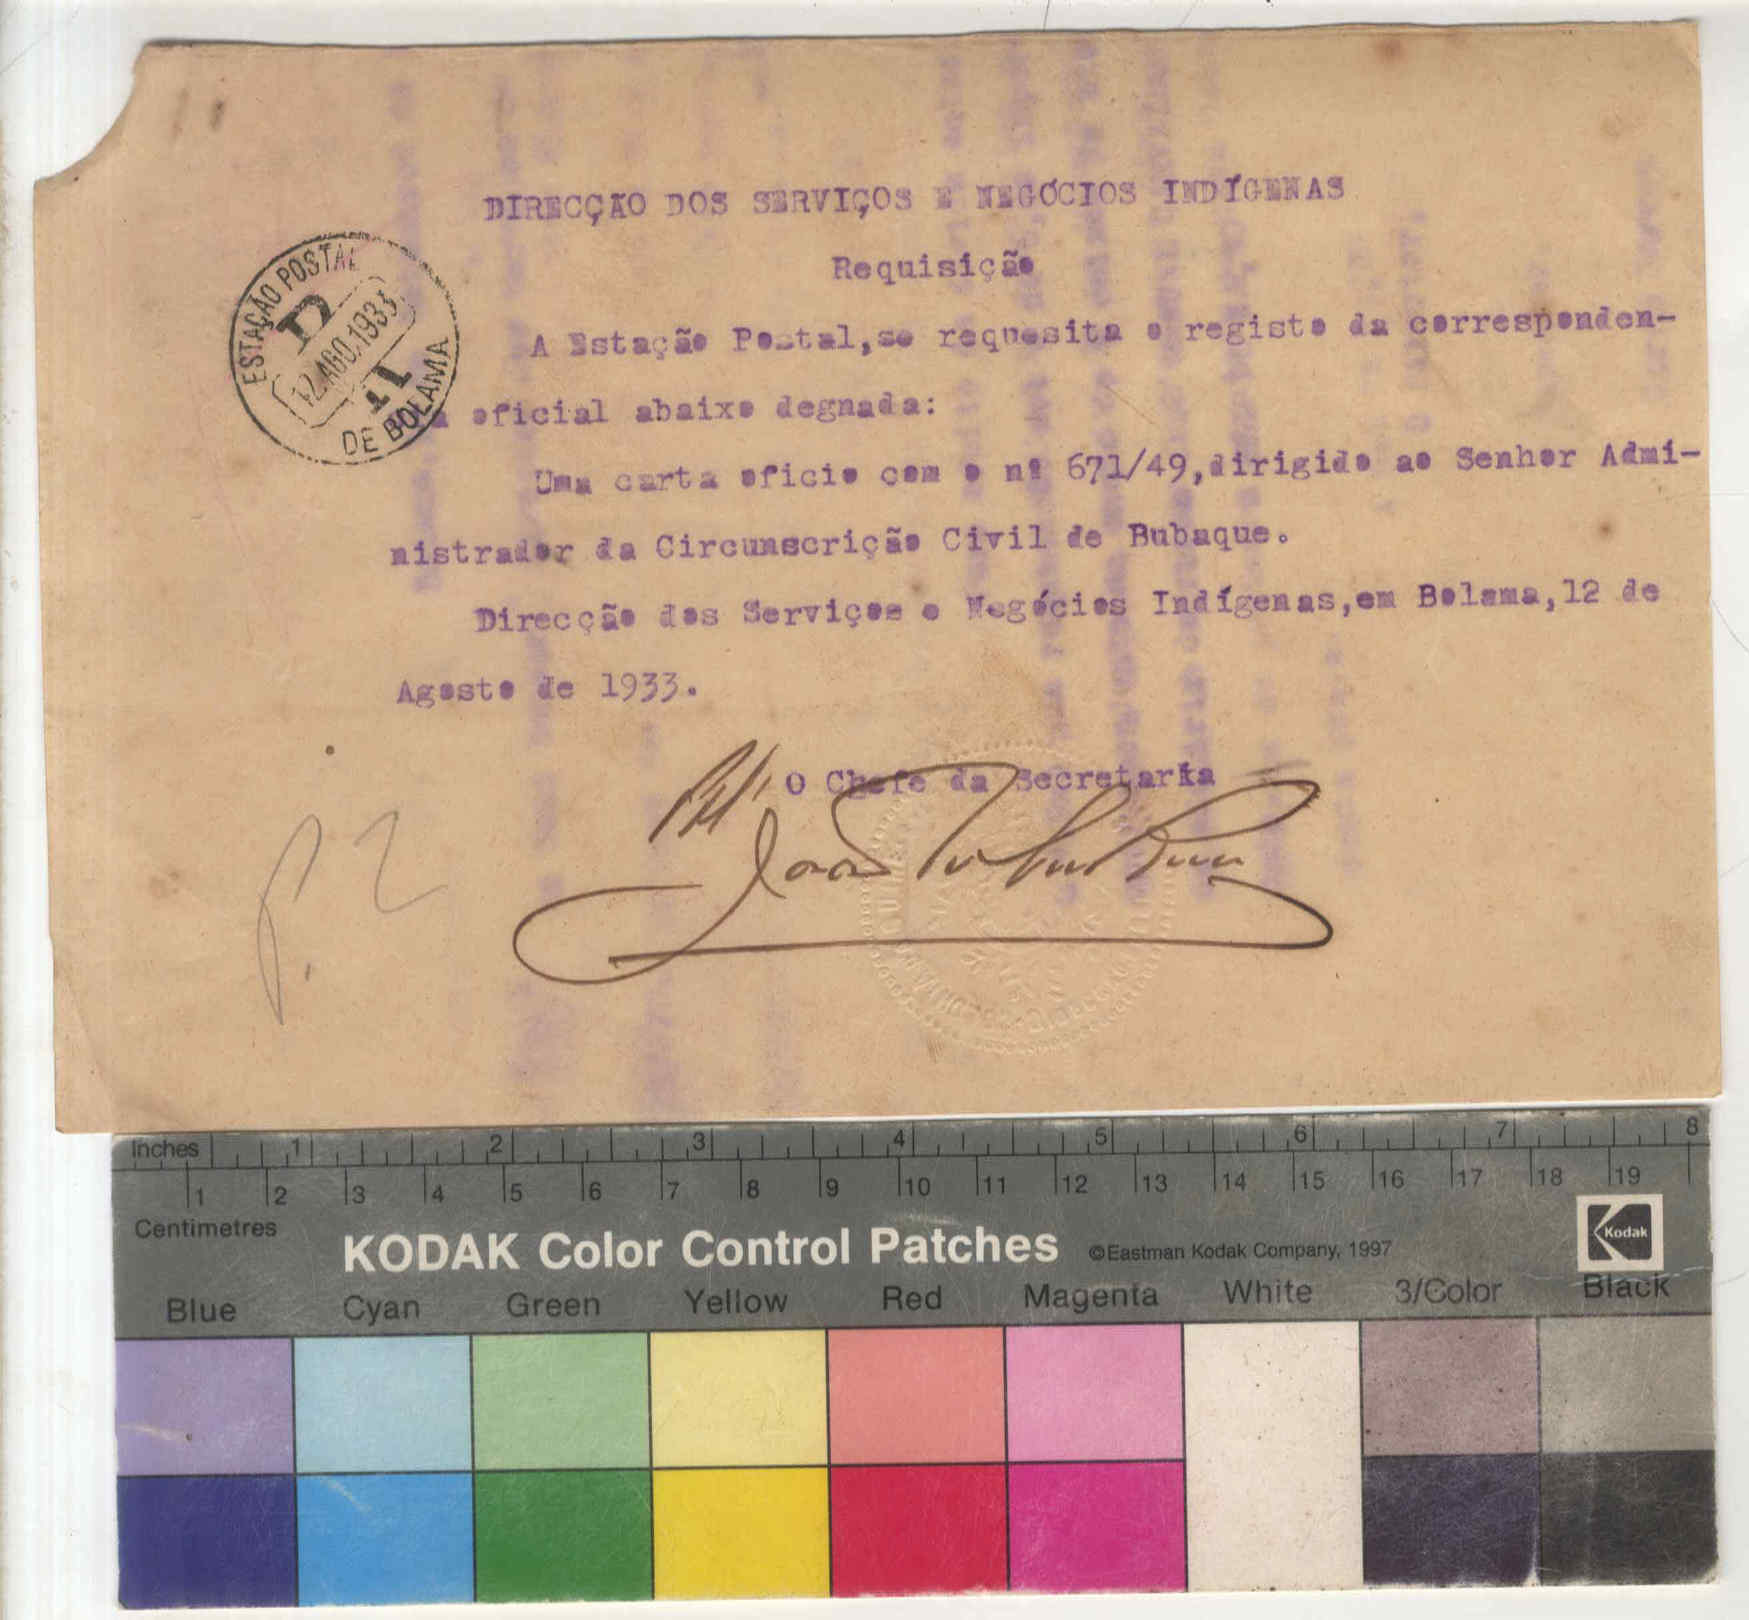 DIRECÇÃO DOS SERVIÇOS E NEGÓCIOS INDÍGENAS
Requisição
A Estação Postal,se requesita o registo da corresponden-
a oficial abaixo degnada:
Uma carta oficio com o nº 671/49,dirigido ao Senhor Admi-
nistrador da Circunscrição Civil de Bubaque.
Direcção dos Serviços e Negócios Indígenas,em Bolama,12 de
Agosto de 1933.
O Chefe da Secretaria
João
ESTAÇÃO POSTAL
D
12.AGO.1933
11
DE BOLAMA
Inches 1 2 3 4 5 6 7 8
1 2 3 4 5 6 7 8 9 10 11 12 13 14 15 16 17 18 19
Centimetres
KODAK Color Control Patches ©Eastman Kodak Company, 1997 Kodak
Blue Cyan Green Yellow Red Magenta White 3/Color Black